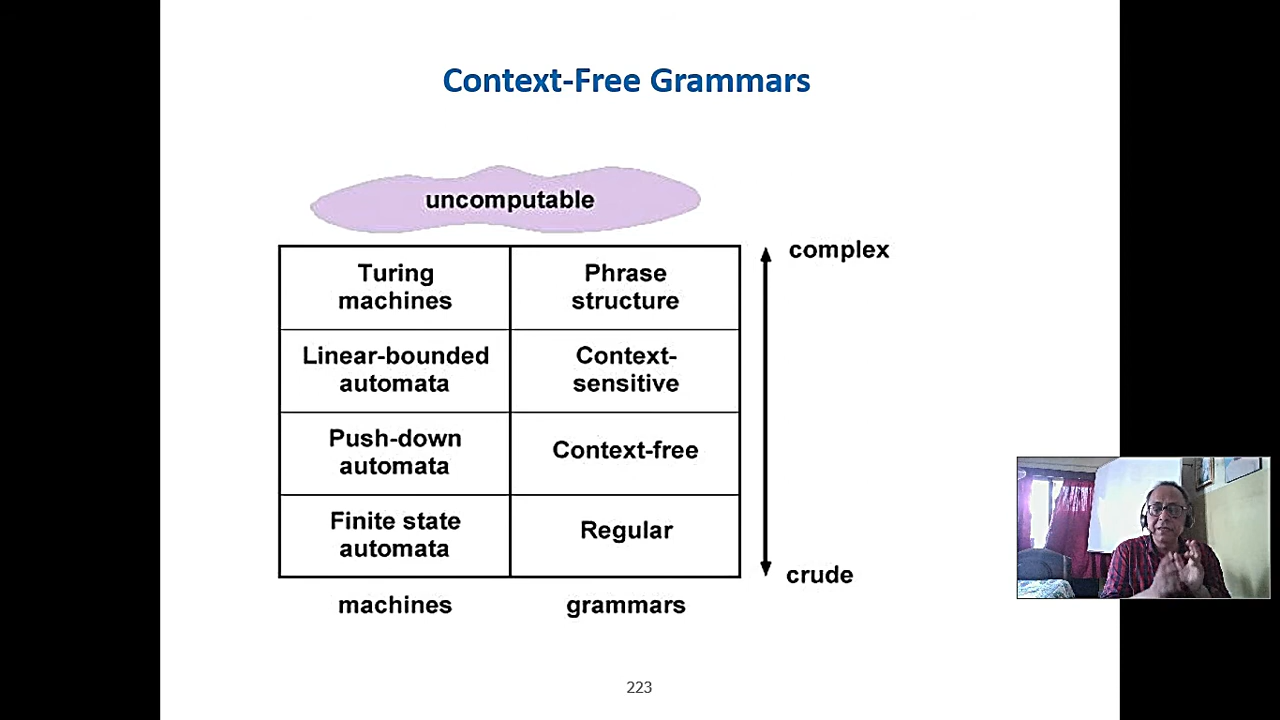 Context-Free Grammars
uncomputable
complex
Turing
machines
Phrase
structure
Linear-bounded
automata
Context-
sensitive
Push-down
automata
Context-free
Finite state
automata
Regular
crude
machines
grammars
223